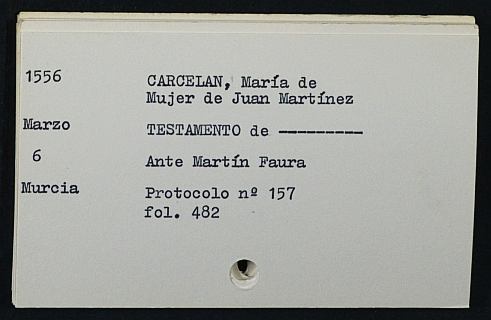 1556 CARCELAN, María de
Mujer de Juan Martínez
Marzo TESTAMENTO de ---------
6 Ante Martín Faura
Murcia Protocolo nº 157
fol. 482